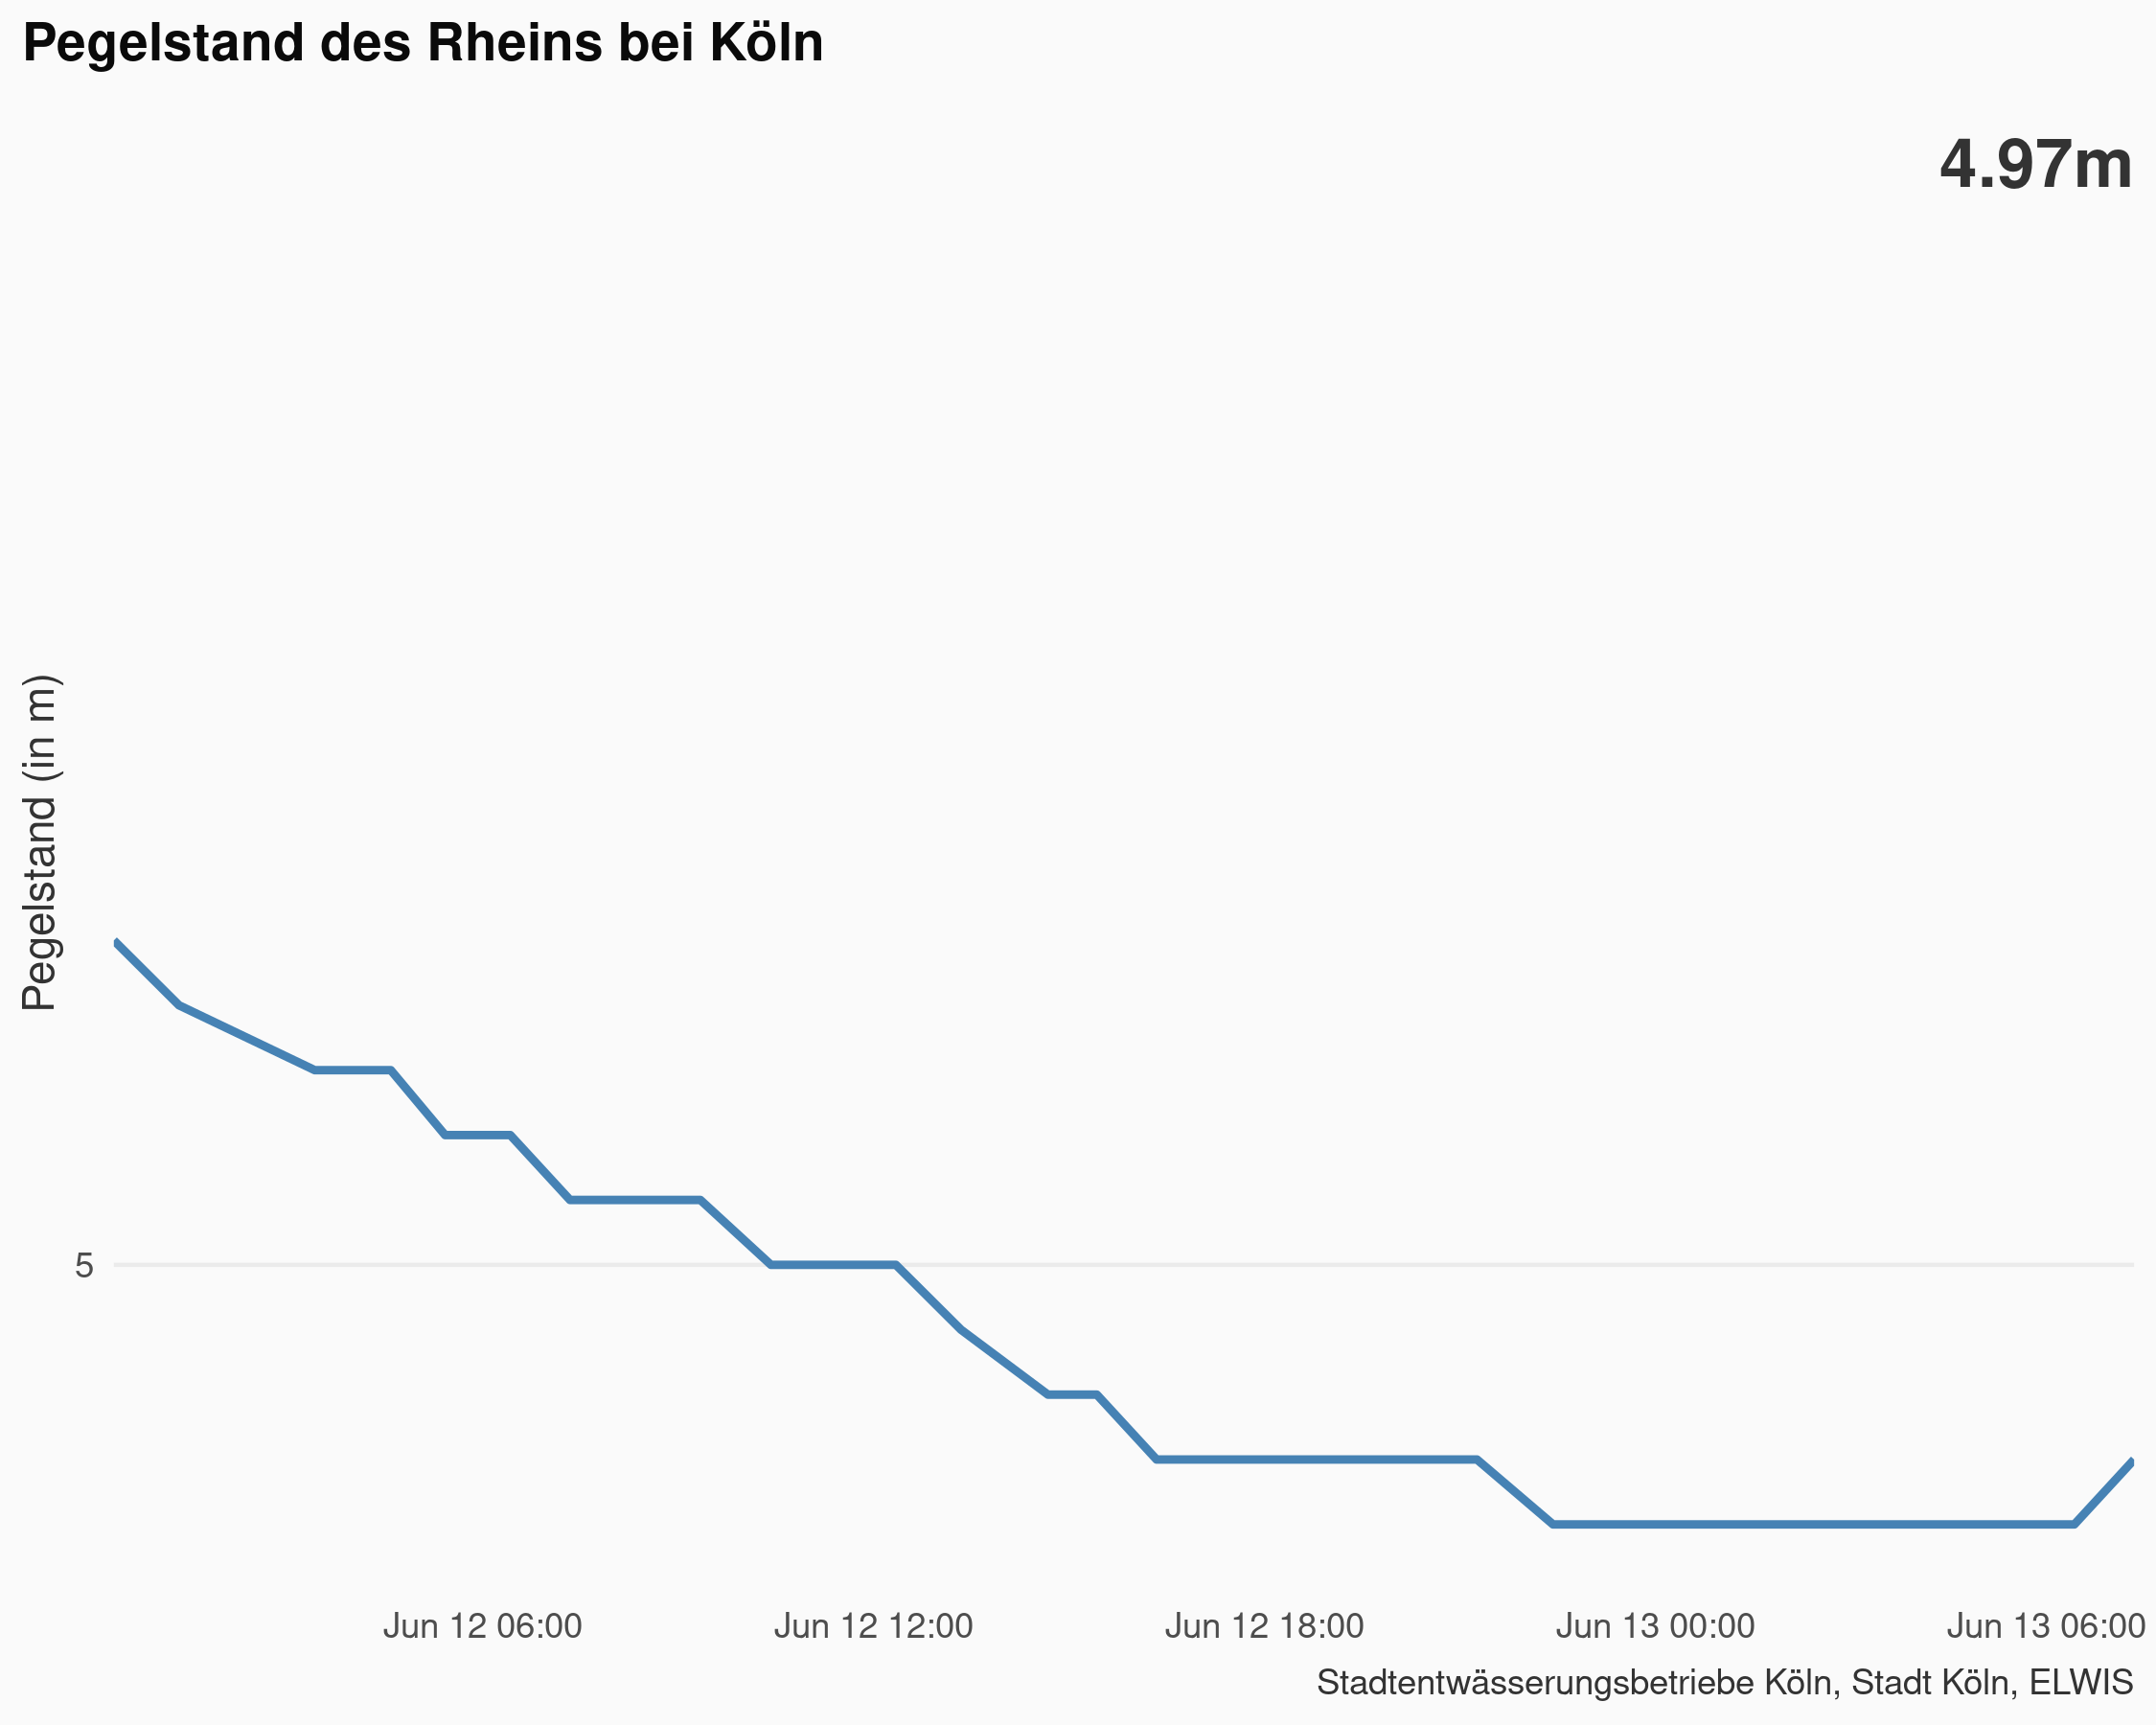 Pegelstand des Rheins bei Köln
4.97m
Pegelstand (in m)
5
Jun 12 06:00
Jun 12 12:00
Jun 12 18:00
Jun 13 00:00
Jun 13 06:00
Stadtentwässerungsbetriebe Köln, Stadt Köln, ELWIS